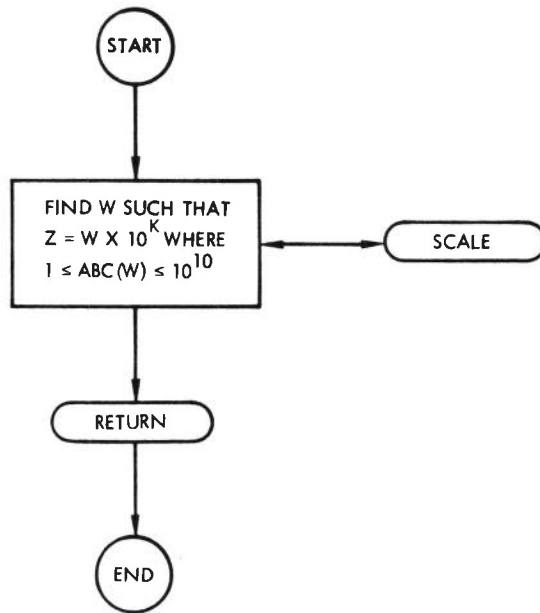 START
FIND W SUCH THAT
Z = W X 10^K WHERE
1 ≤ ABC(W) ≤ 10^10
SCALE
RETURN
END